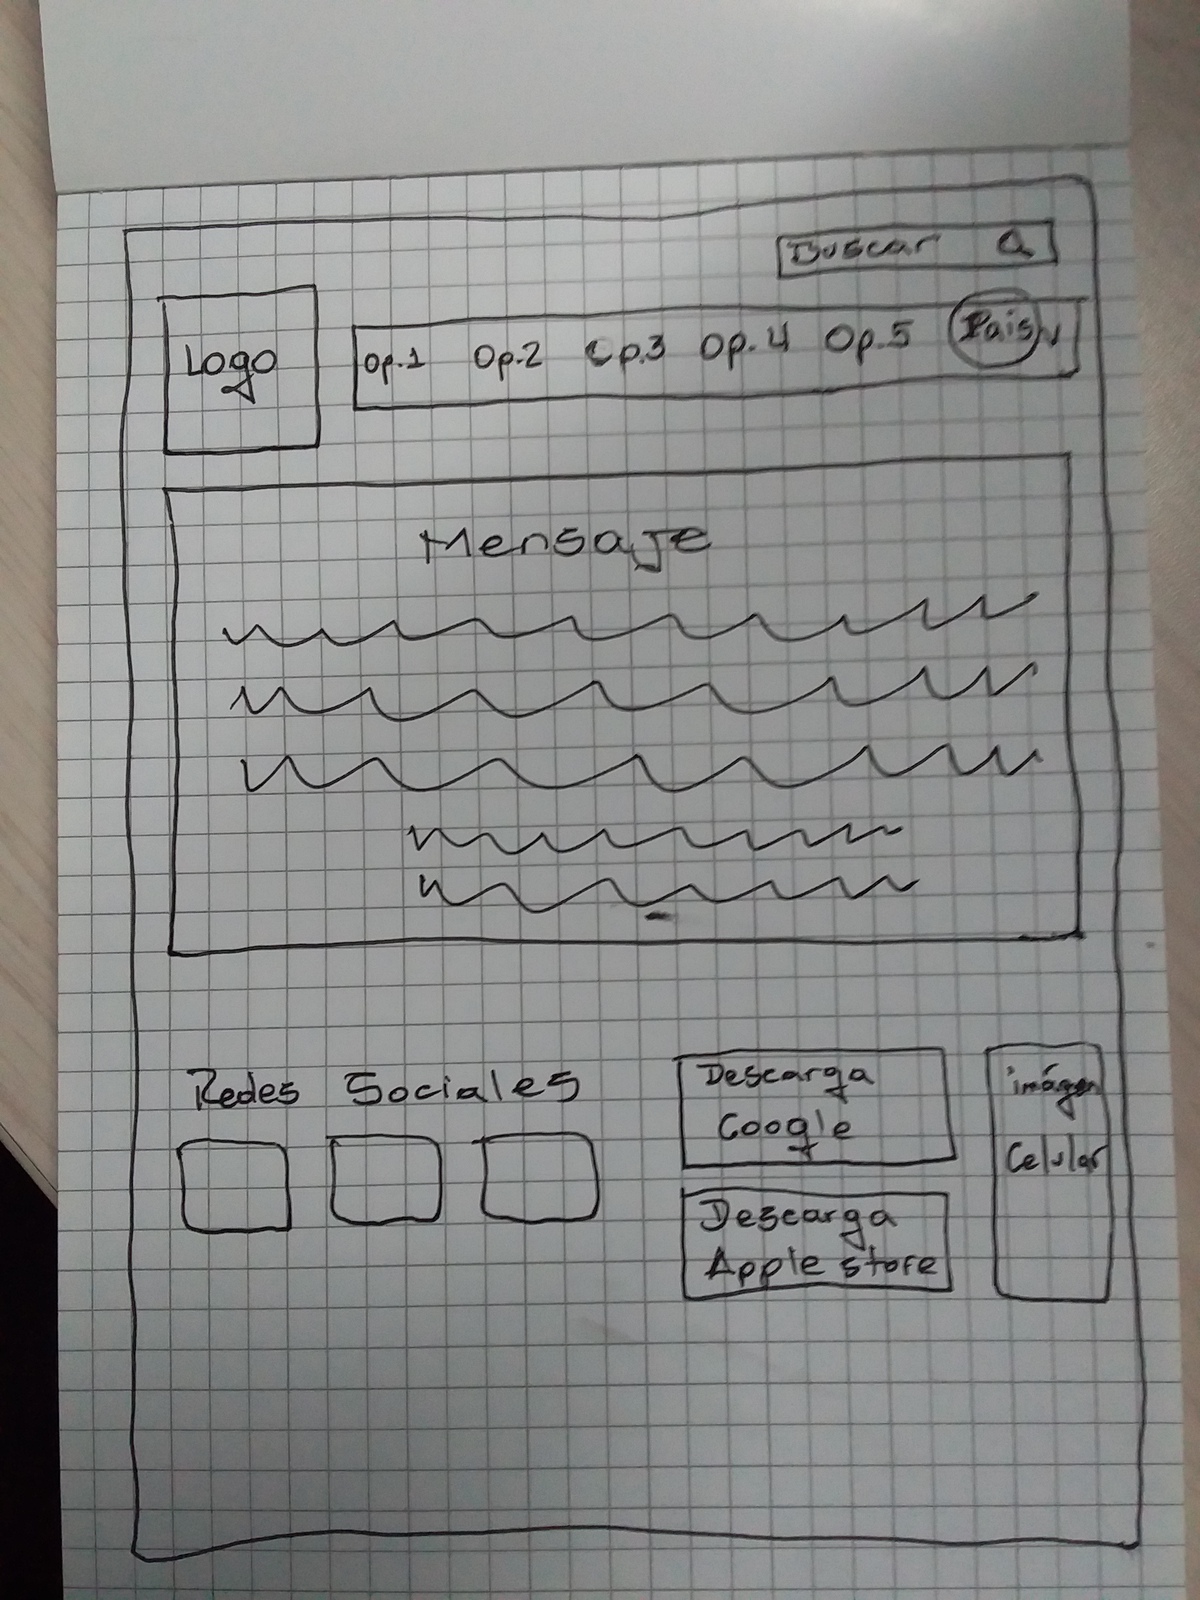 Buscar
Logo
Op.1 Op.2 Op.3 Op.4 Op.5 Pais
Mensaje
Redes Sociales
Descarga
Google
imágen
Celular
Descarga
Apple store